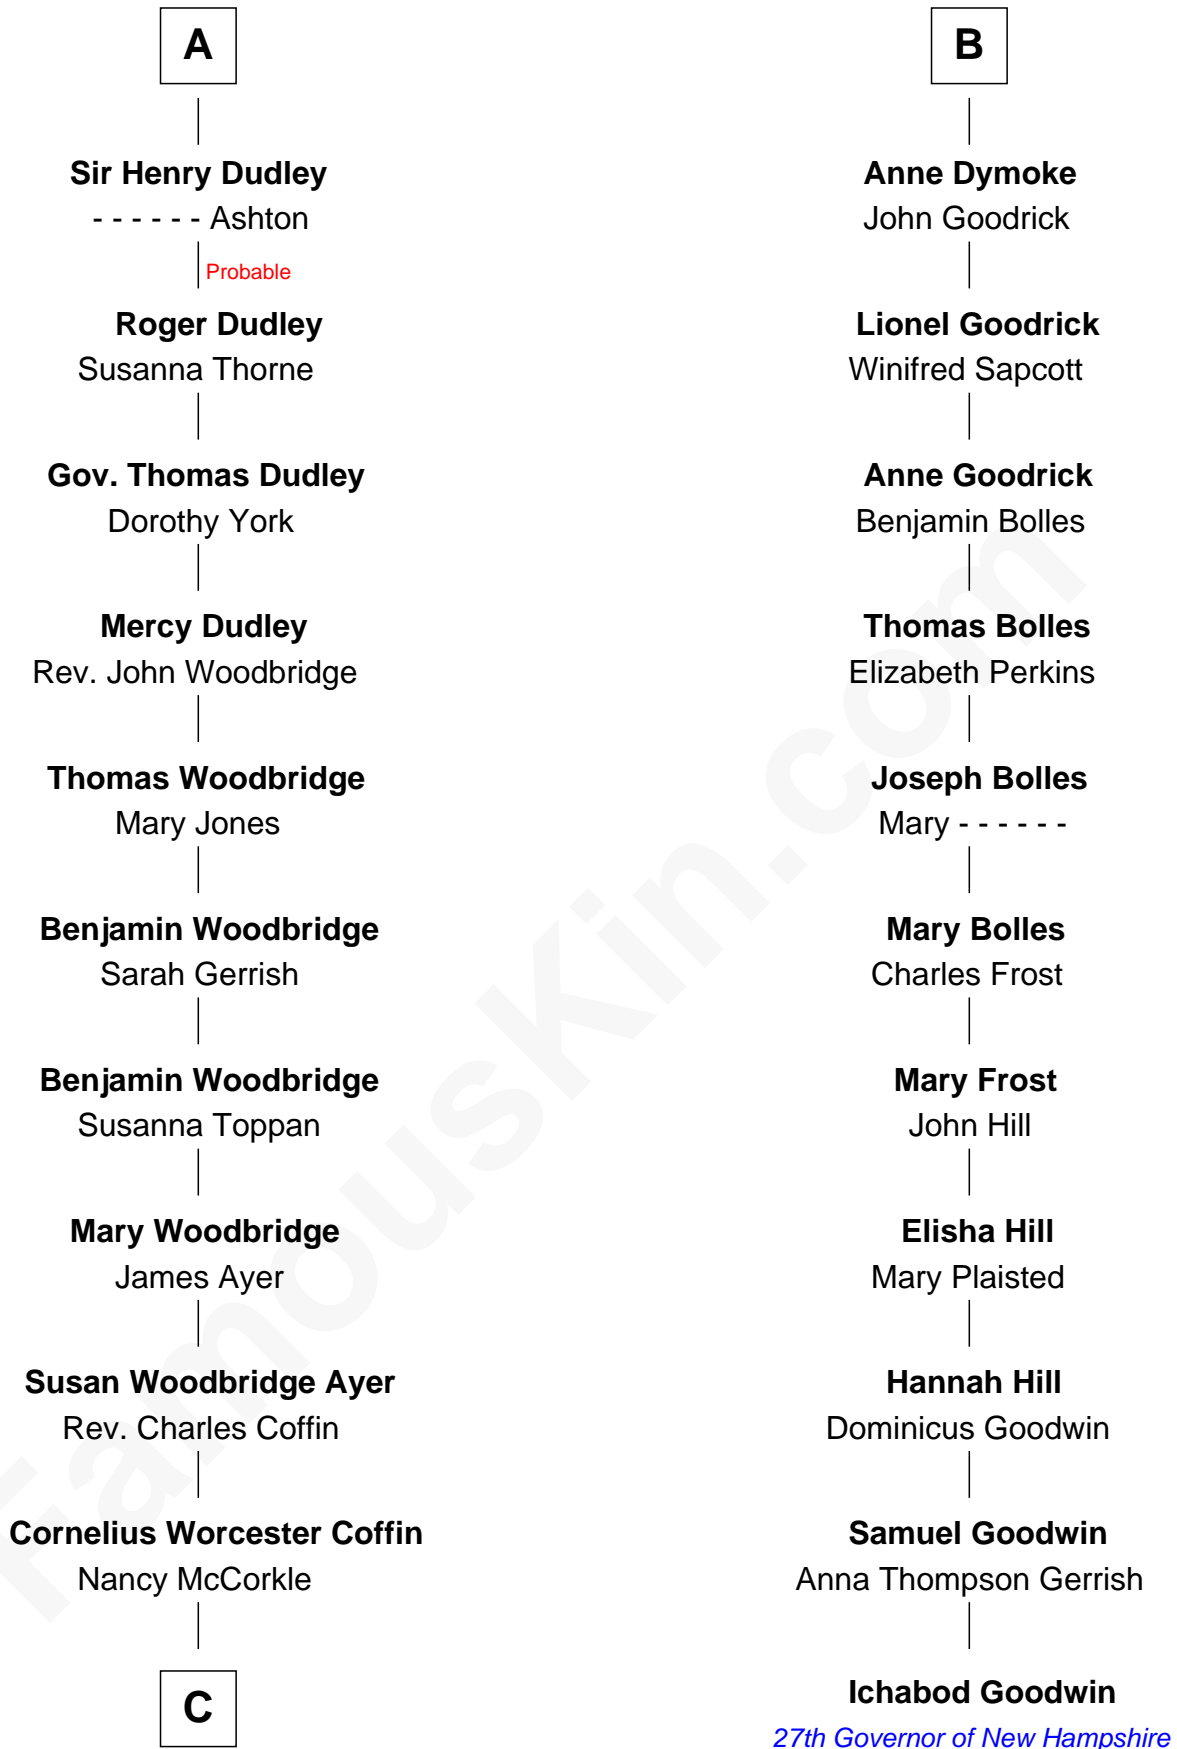 A
Sir Henry Dudley
- - - - - - Ashton
Probable
Roger Dudley
Susanna Thorne
Gov. Thomas Dudley
Dorothy York
Mercy Dudley
Rev. John Woodbridge
Thomas Woodbridge
Mary Jones
Benjamin Woodbridge
Sarah Gerrish
Benjamin Woodbridge
Susanna Toppan
Mary Woodbridge
James Ayer
Susan Woodbridge Ayer
Rev. Charles Coffin
Cornelius Worcester Coffin
Nancy McCorkle
C
B
Anne Dymoke
John Goodrick
Lionel Goodrick
Winifred Sapcott
Anne Goodrick
Benjamin Bolles
Thomas Bolles
Elizabeth Perkins
Joseph Bolles
Mary - - - - - -
Mary Bolles
Charles Frost
Mary Frost
John Hill
Elisha Hill
Mary Plaisted
Hannah Hill
Dominicus Goodwin
Samuel Goodwin
Anna Thompson Gerrish
Ichabod Goodwin
27th Governor of New Hampshire
FamousKin.com